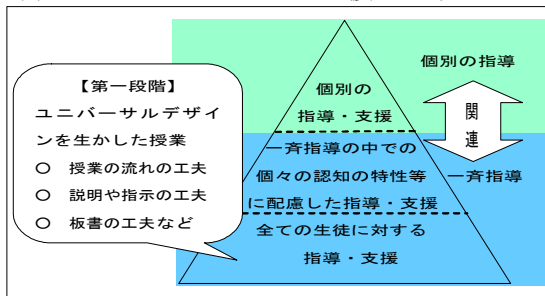 【第一段階】
ユニバーサルデザイ
ンを生かした授業
○ 授業の流れの工夫
○ 説明や指示の工夫
○ 板書の工夫など
個別の
指導・支援
一斉指導の中での
個々の認知の特性等
に配慮した指導・支援
全ての生徒に対する
指導・支援
個別の指導
関
連
一斉指導